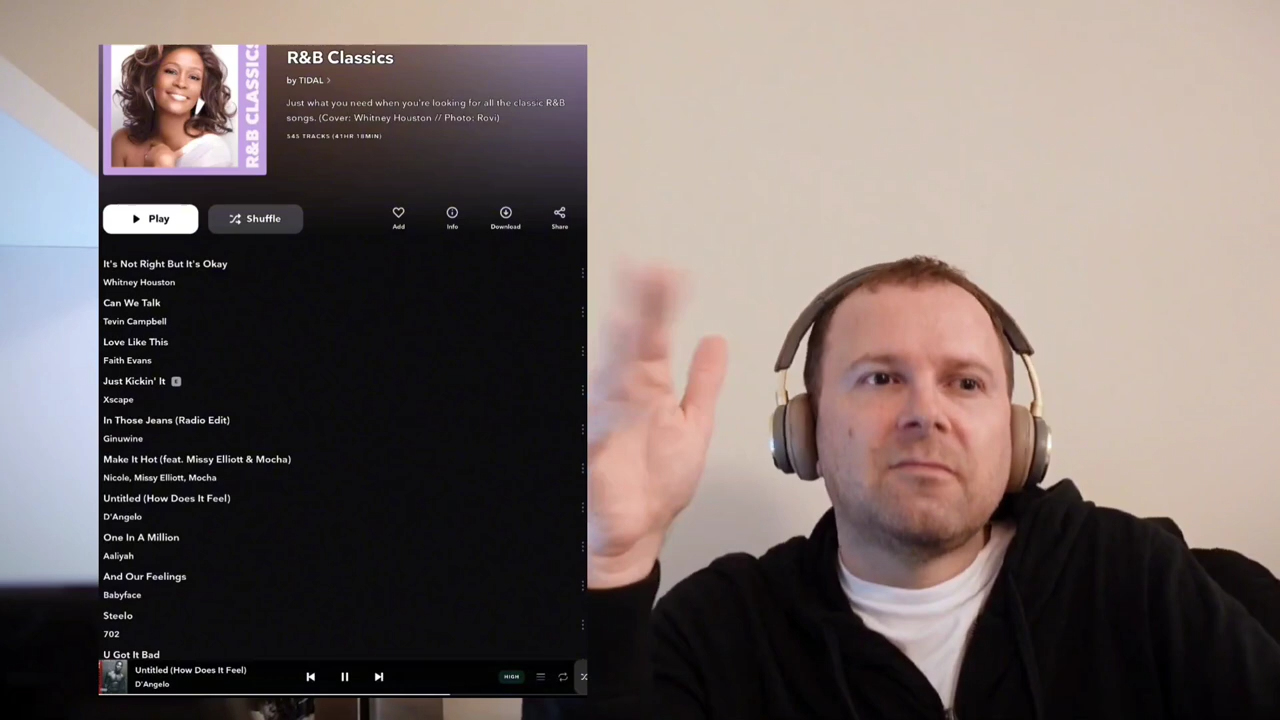 R&B CLASSICS
R&B Classics
by TIDAL >
Just what you need when you're looking for all the classic R&B
songs. (Cover: Whitney Houston // Photo: Rovi)
545 TRACKS (41HR 18MIN)
Play
Shuffle
Add
Info
Download
Share
It's Not Right But It's Okay
Whitney Houston
Can We Talk
Tevin Campbell
Love Like This
Faith Evans
Just Kickin' It E
Xscape
In Those Jeans (Radio Edit)
Ginuwine
Make It Hot (feat. Missy Elliott & Mocha)
Nicole, Missy Elliott, Mocha
Untitled (How Does It Feel)
D'Angelo
One In A Million
Aaliyah
And Our Feelings
Babyface
Steelo
702
U Got It Bad
Untitled (How Does It Feel)
D'Angelo
HIGH